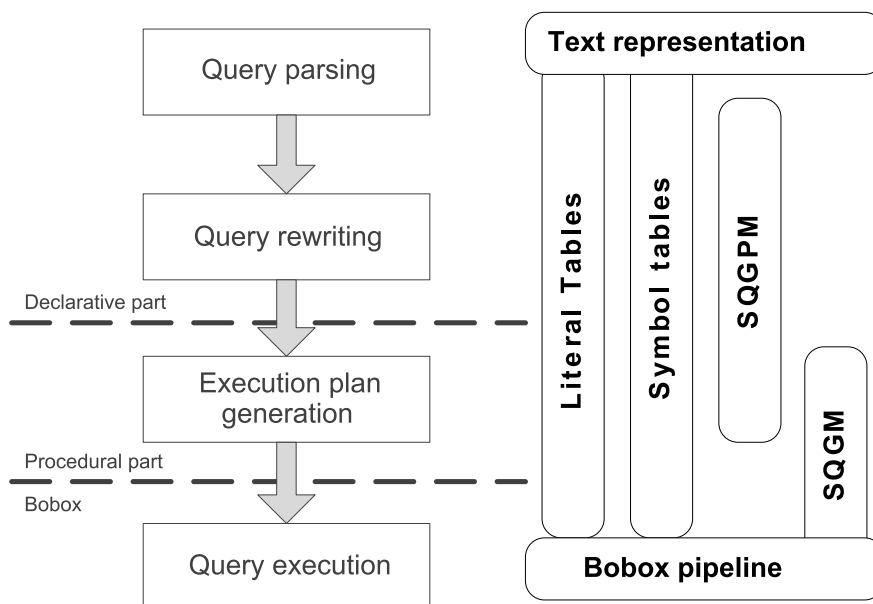 Query parsing
Query rewriting
Declarative part
Execution plan
generation
Procedural part
Bobox
Query execution
Text representation
Literal Tables
Symbol tables
SQGPM
SQGM
Bobox pipeline